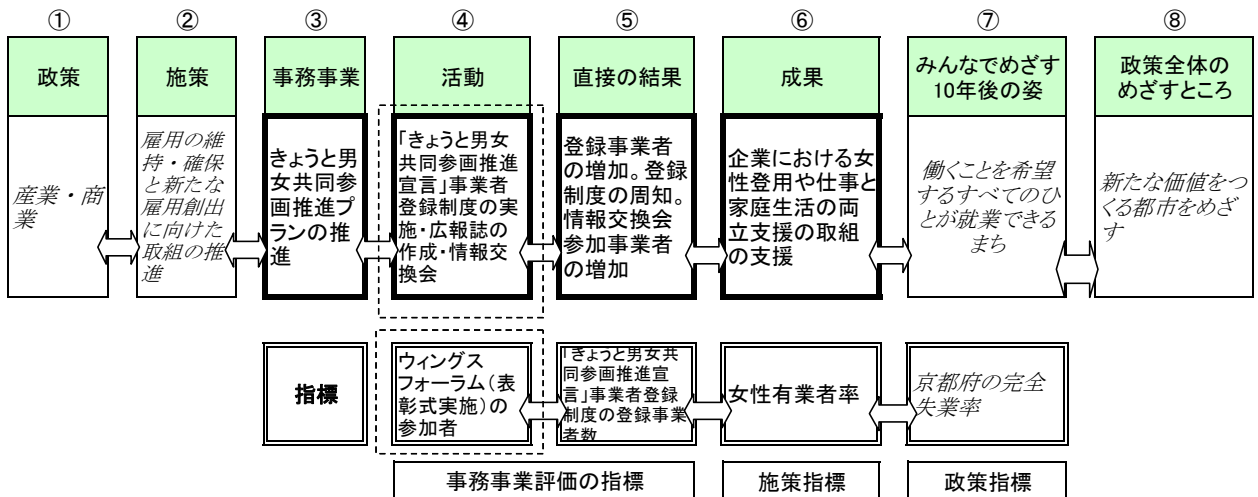 ①
②
③
④
⑤
⑥
⑦
⑧
政策
施策
事務事業
活動
直接の結果
成果
みんなでめざす
10年後の姿
政策全体の
めざすところ
産業・商
業
雇用の維
持・確保
と新たな
雇用創出
に向けた
取組の推
進
きょうと男
女共同参
画推進プ
ランの推
進
「きょうと男女
共同参画推進
宣言」事業者
登録制度の実
施・広報誌の
作成・情報交
換会
登録事業者
の増加。登録
制度の周知。
情報交換会
参加事業者
の増加
企業における女
性登用や仕事と
家庭生活の両
立支援の取組
の支援
働くことを希望
するすべてのひ
とが就業できる
まち
新たな価値をつ
くる都市をめざ
す
指標
ウィングス
フォーラム(表
彰式実施)の
参加者
「きょうと男女共
同参画推進宣
言」事業者登録
制度の登録事業
者数
女性有業者率
京都府の完全
失業率
事務事業評価の指標
施策指標
政策指標